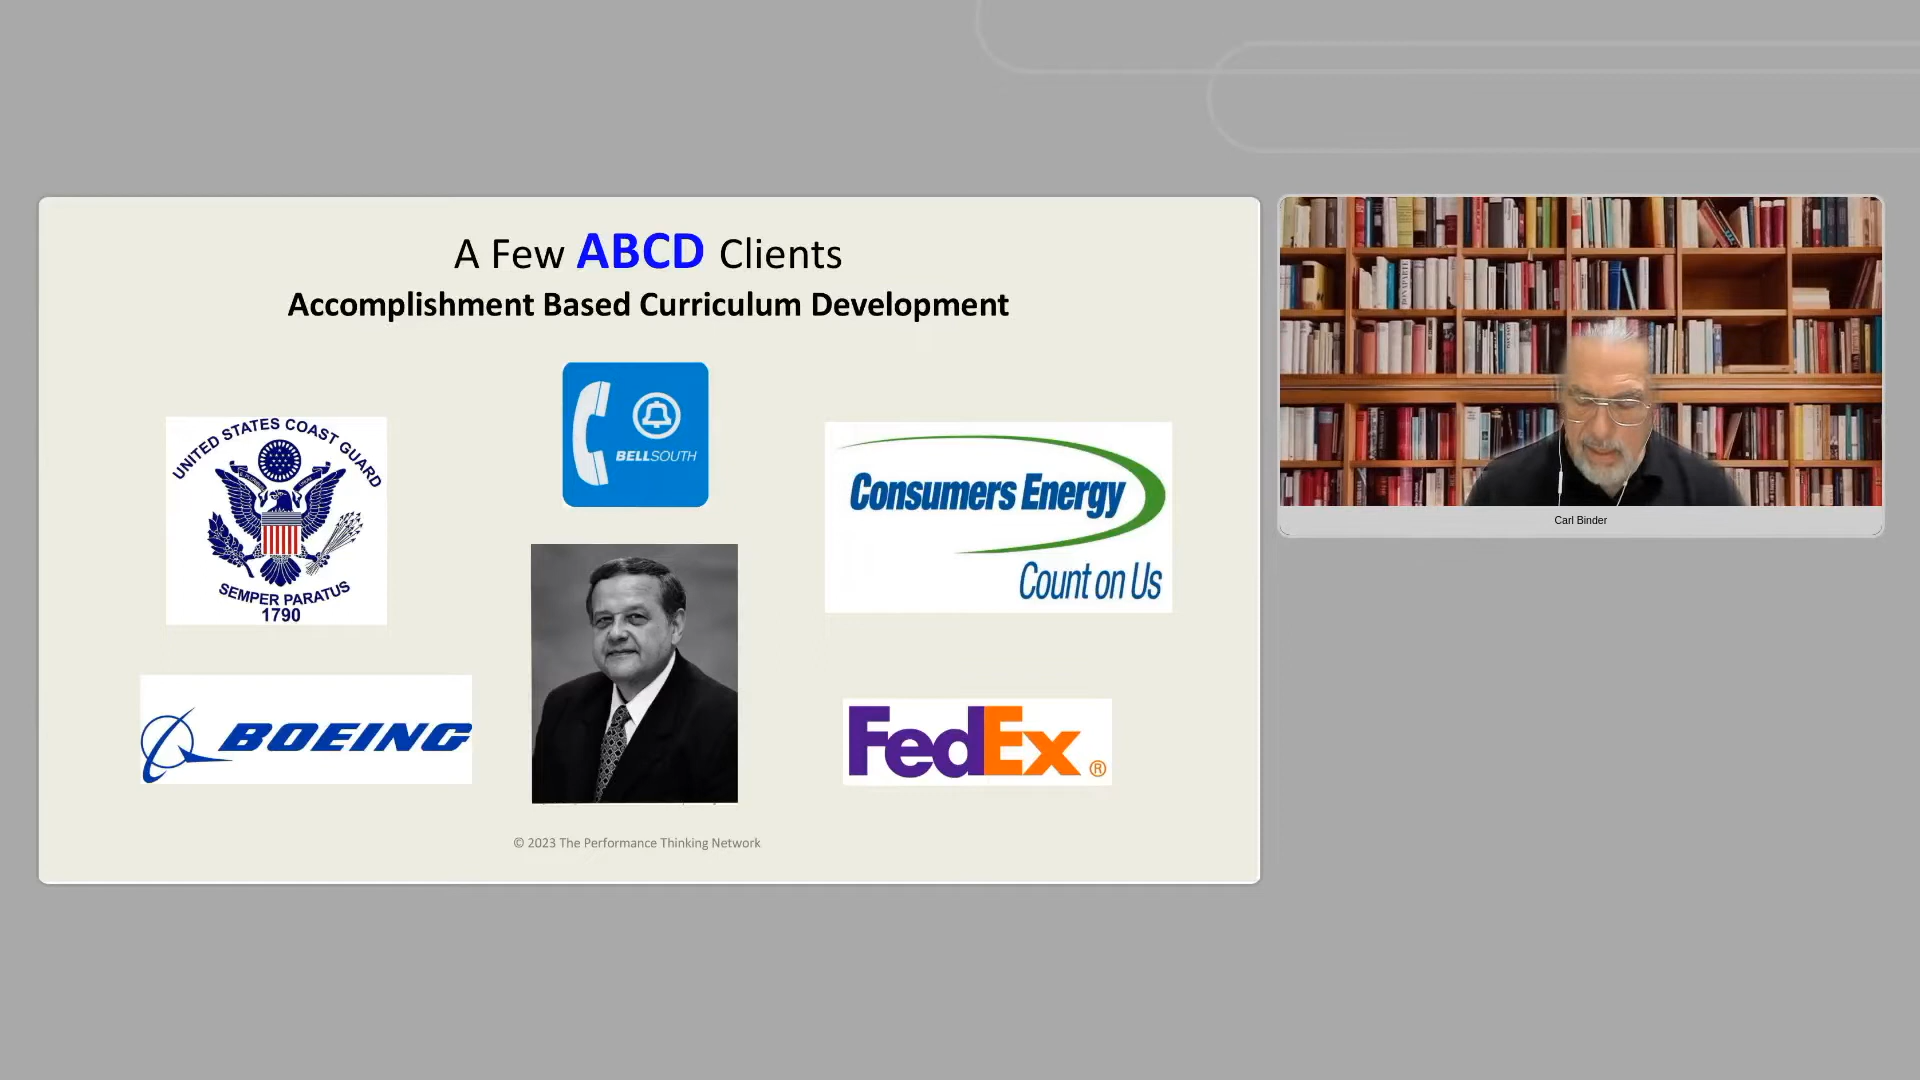 A Few ABCD Clients
Accomplishment Based Curriculum Development
UNITED STATES COAST GUARD
SEMPER PARATUS
1790
BELLSOUTH
Consumers Energy
Count on Us
BOEING
FedEx®
© 2023 The Performance Thinking Network
Carl Binder